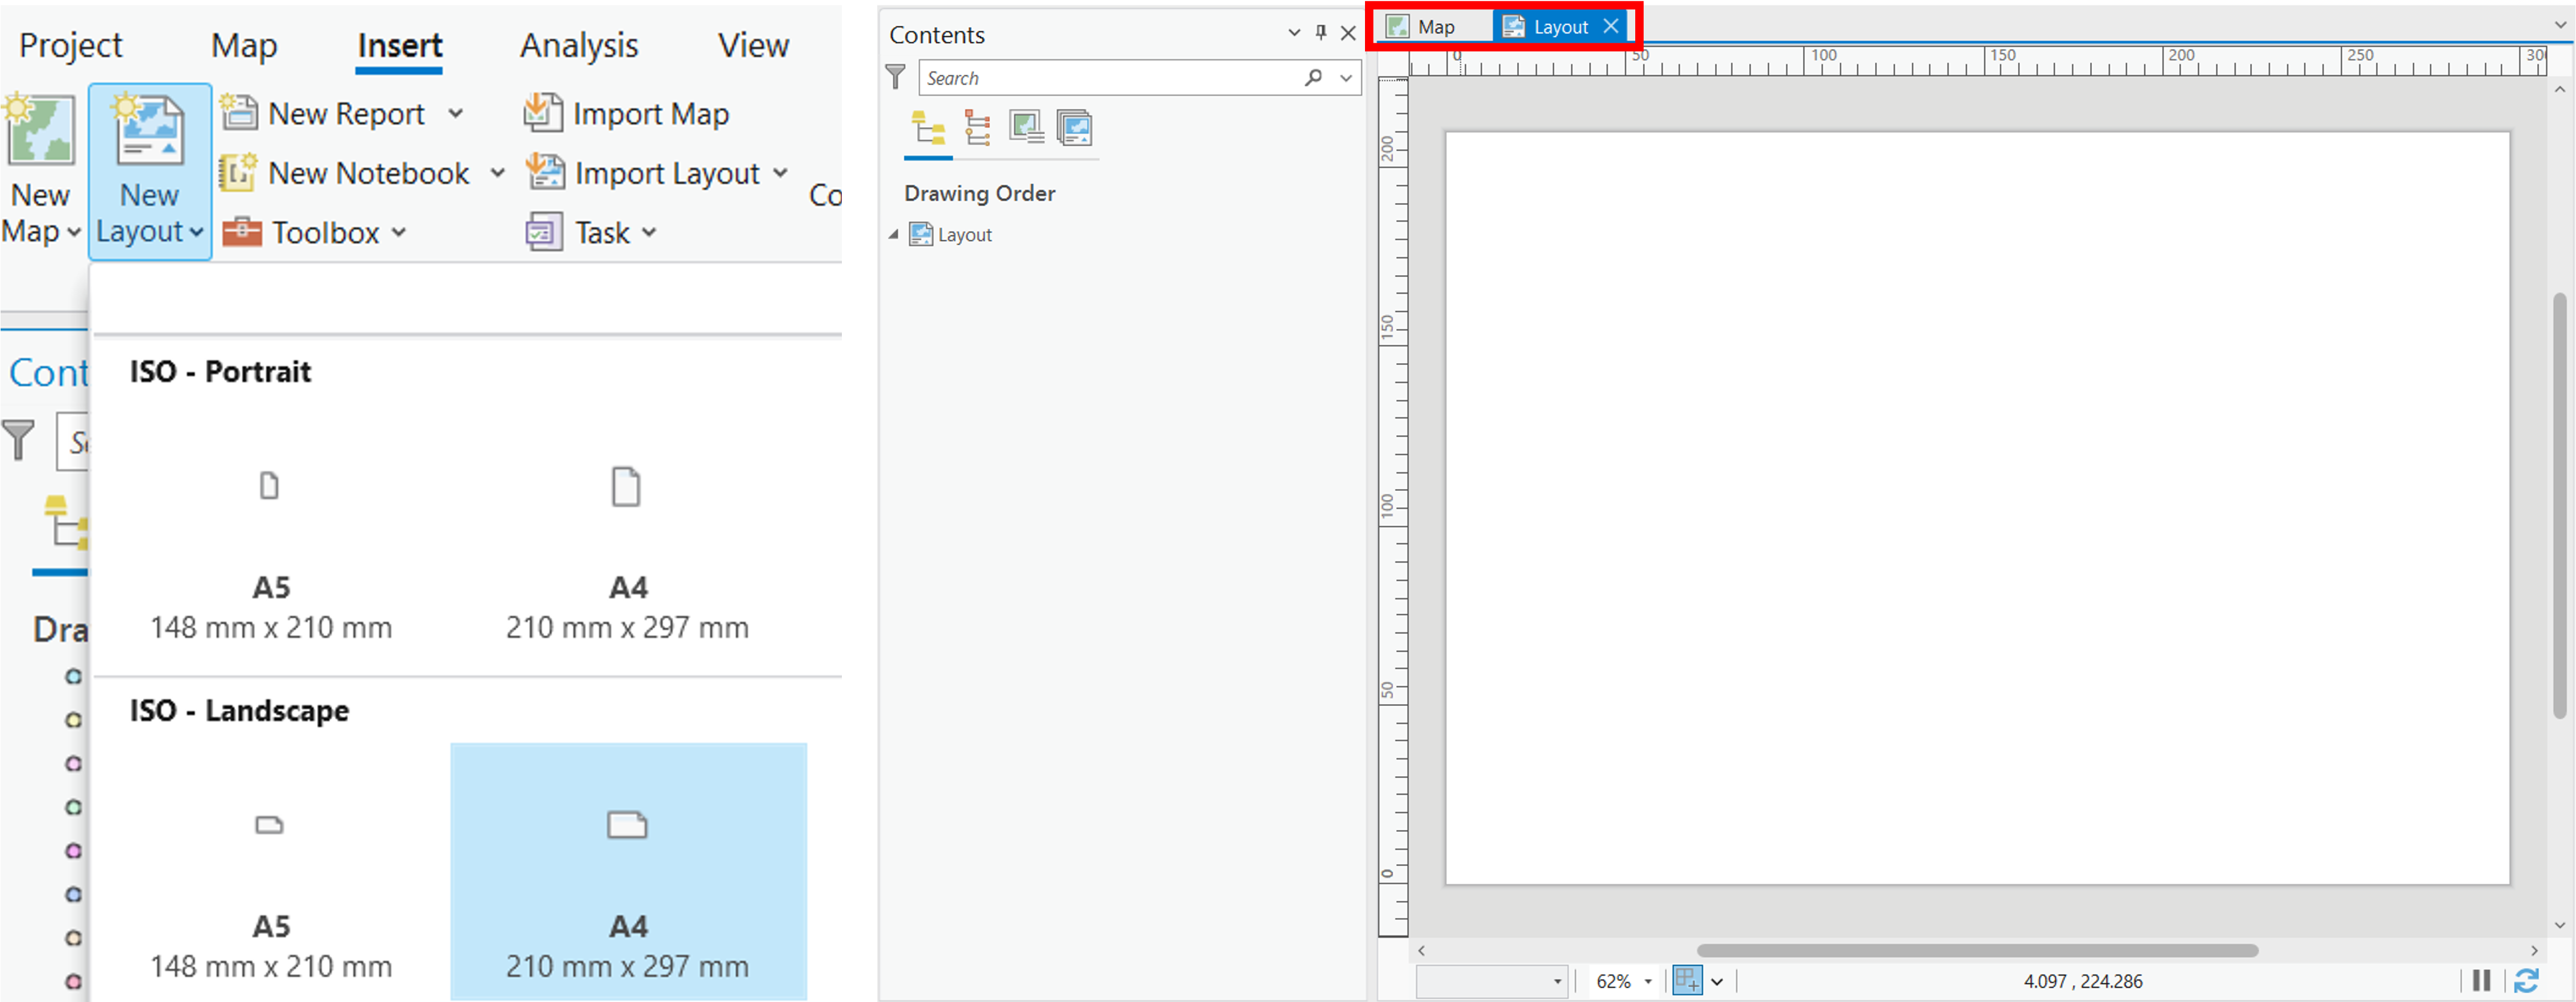 Project Map Insert Analysis View
New Map
New Layout
New Report
New Notebook
Toolbox
Import Map
Import Layout
Task
Co
Cont
Dra
ISO - Portrait
A5
148 mm x 210 mm
A4
210 mm x 297 mm
ISO - Landscape
A5
148 mm x 210 mm
A4
210 mm x 297 mm
Contents
Search
Drawing Order
Layout
Map Layout
0 50 100 150 200 250 300
200
150
100
50
0
62%
4.097 , 224.286